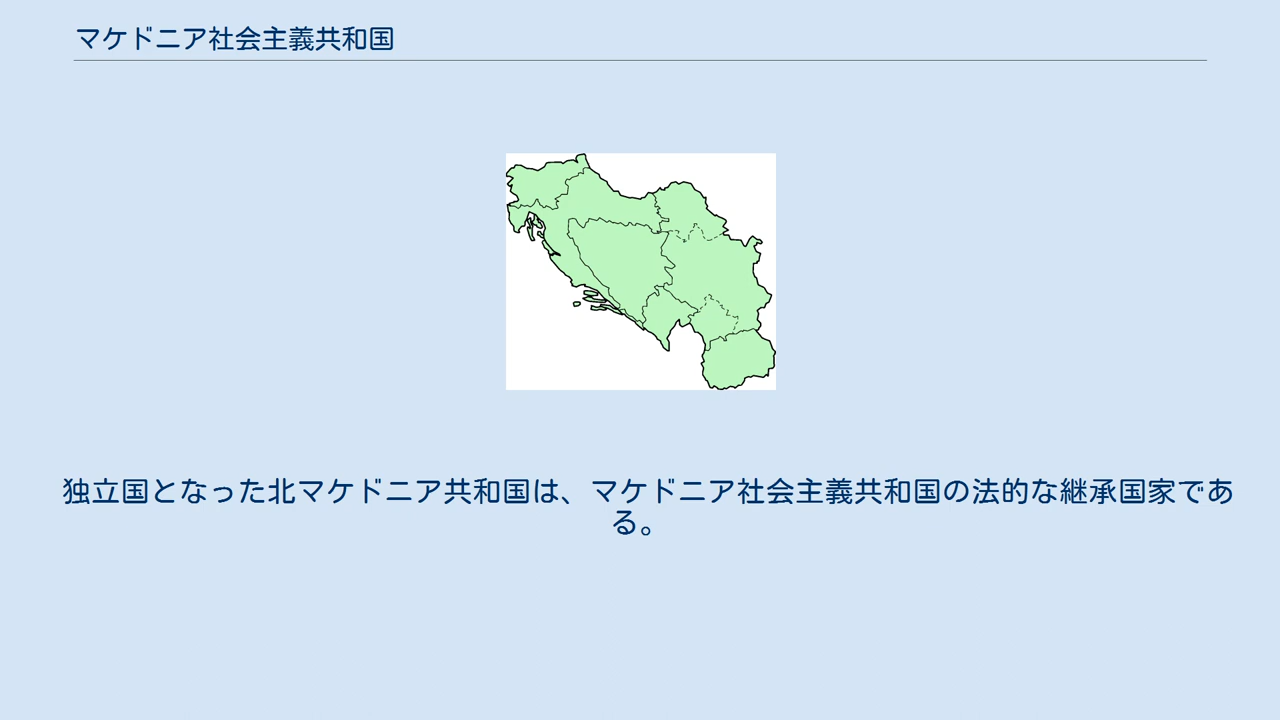 マケドニア社会主義共和国
独立国となった北マケドニア共和国は、マケドニア社会主義共和国の法的な継承国家であ
る。